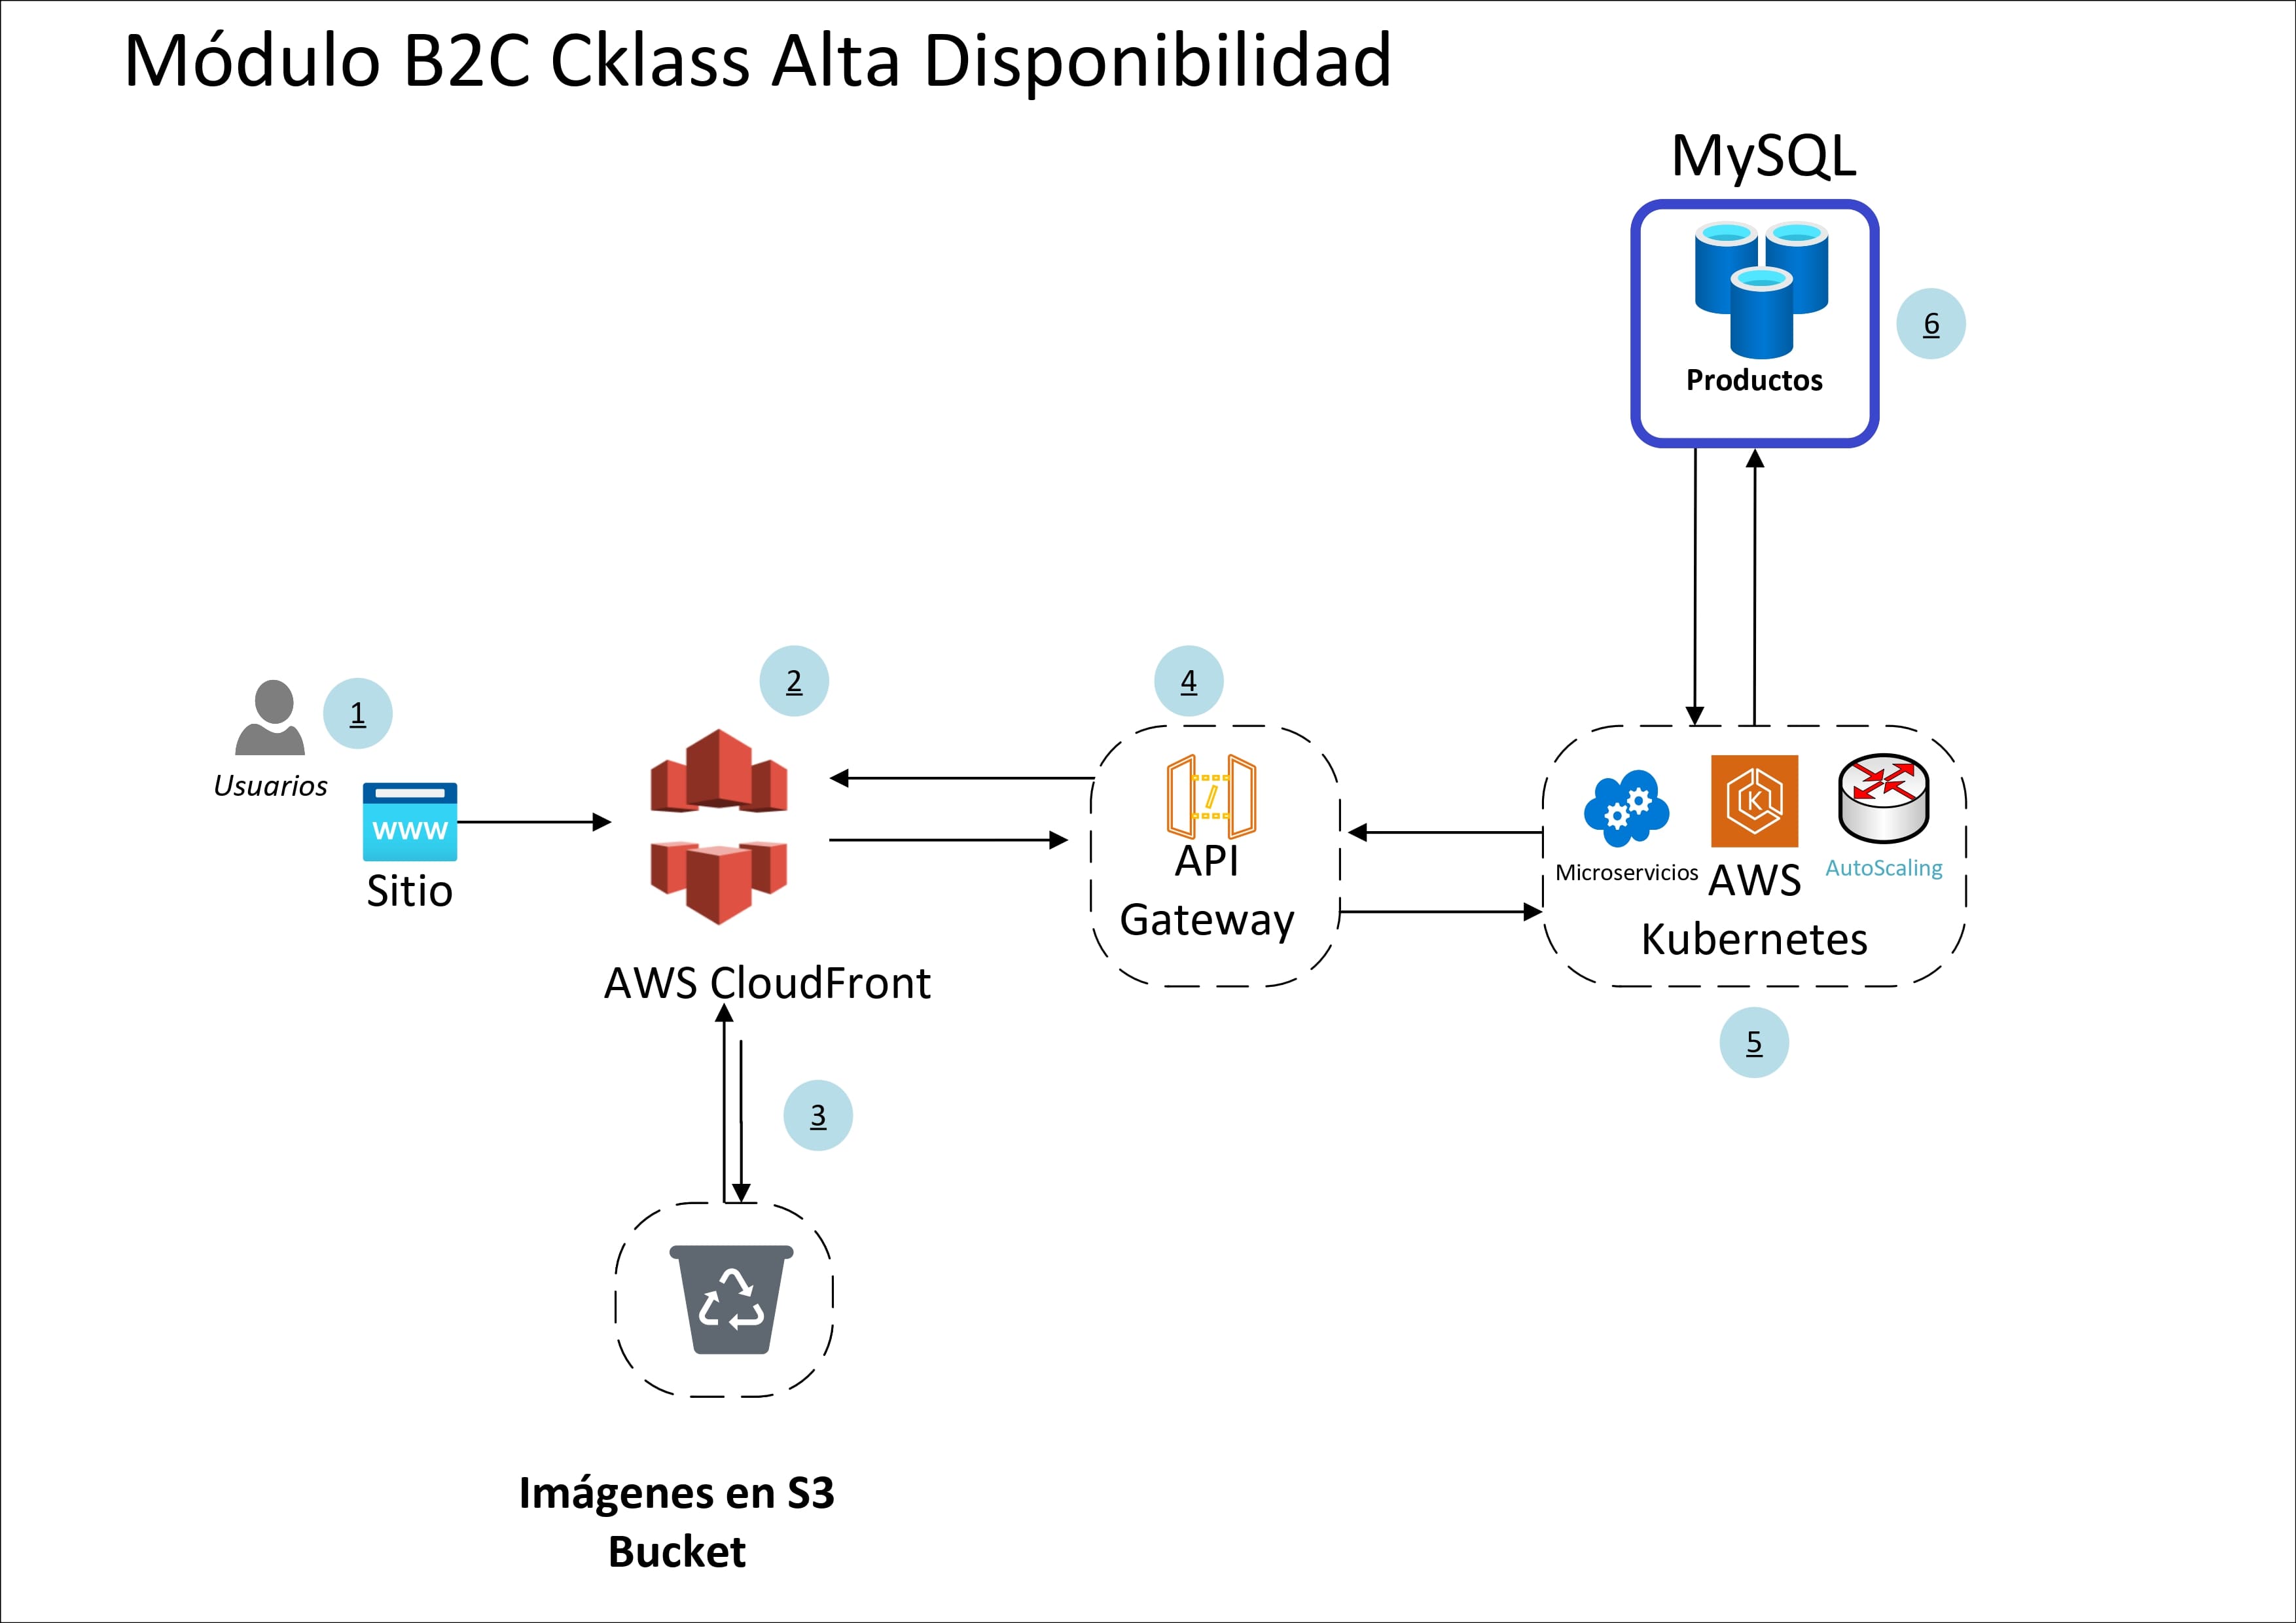 Módulo B2C Cklass Alta Disponibilidad
MySQL
Productos
6
1
Usuarios
www
Sitio
2
AWS CloudFront
3
Imágenes en S3
Bucket
4
API
Gateway
Microservicios
K
AWS
Kubernetes
AutoScaling
5